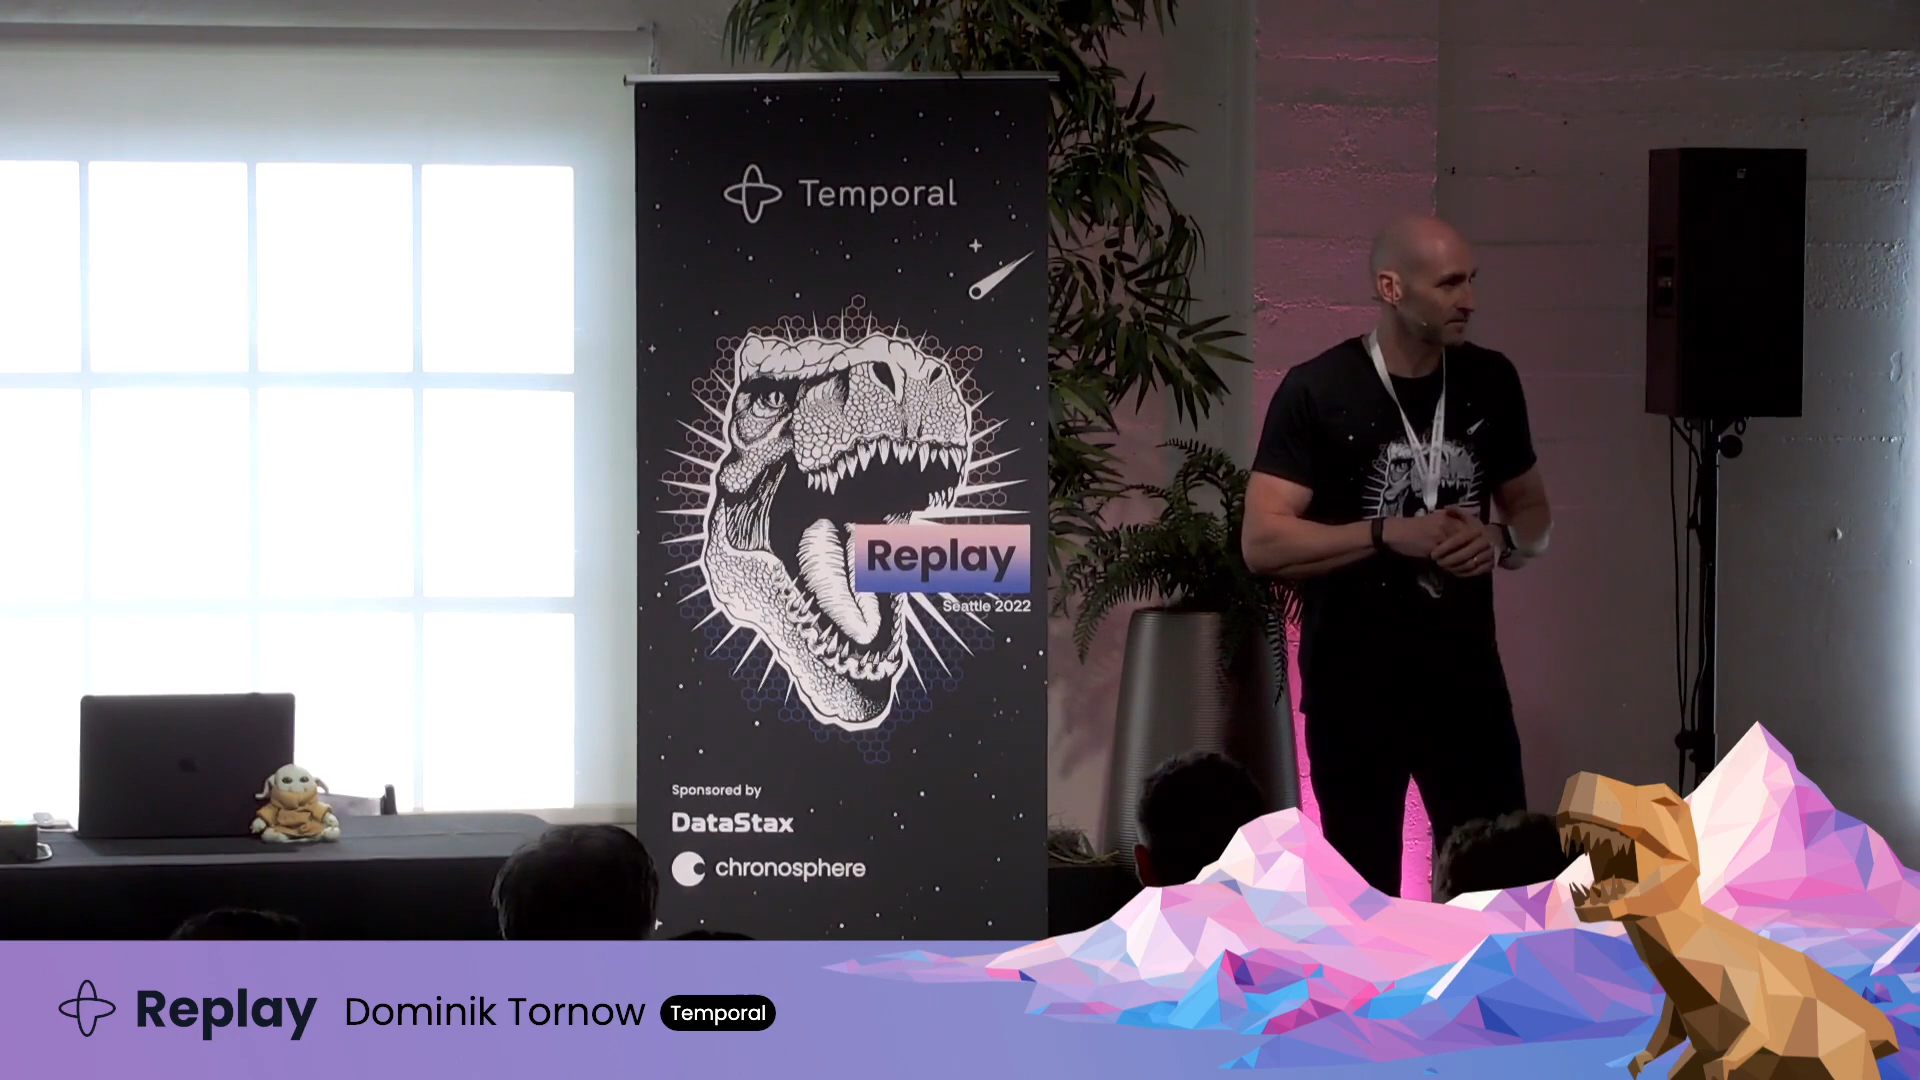 Temporal
Replay
Seattle 2022
Sponsored by
DataStax
chronosphere
Replay Dominik Tornow Temporal